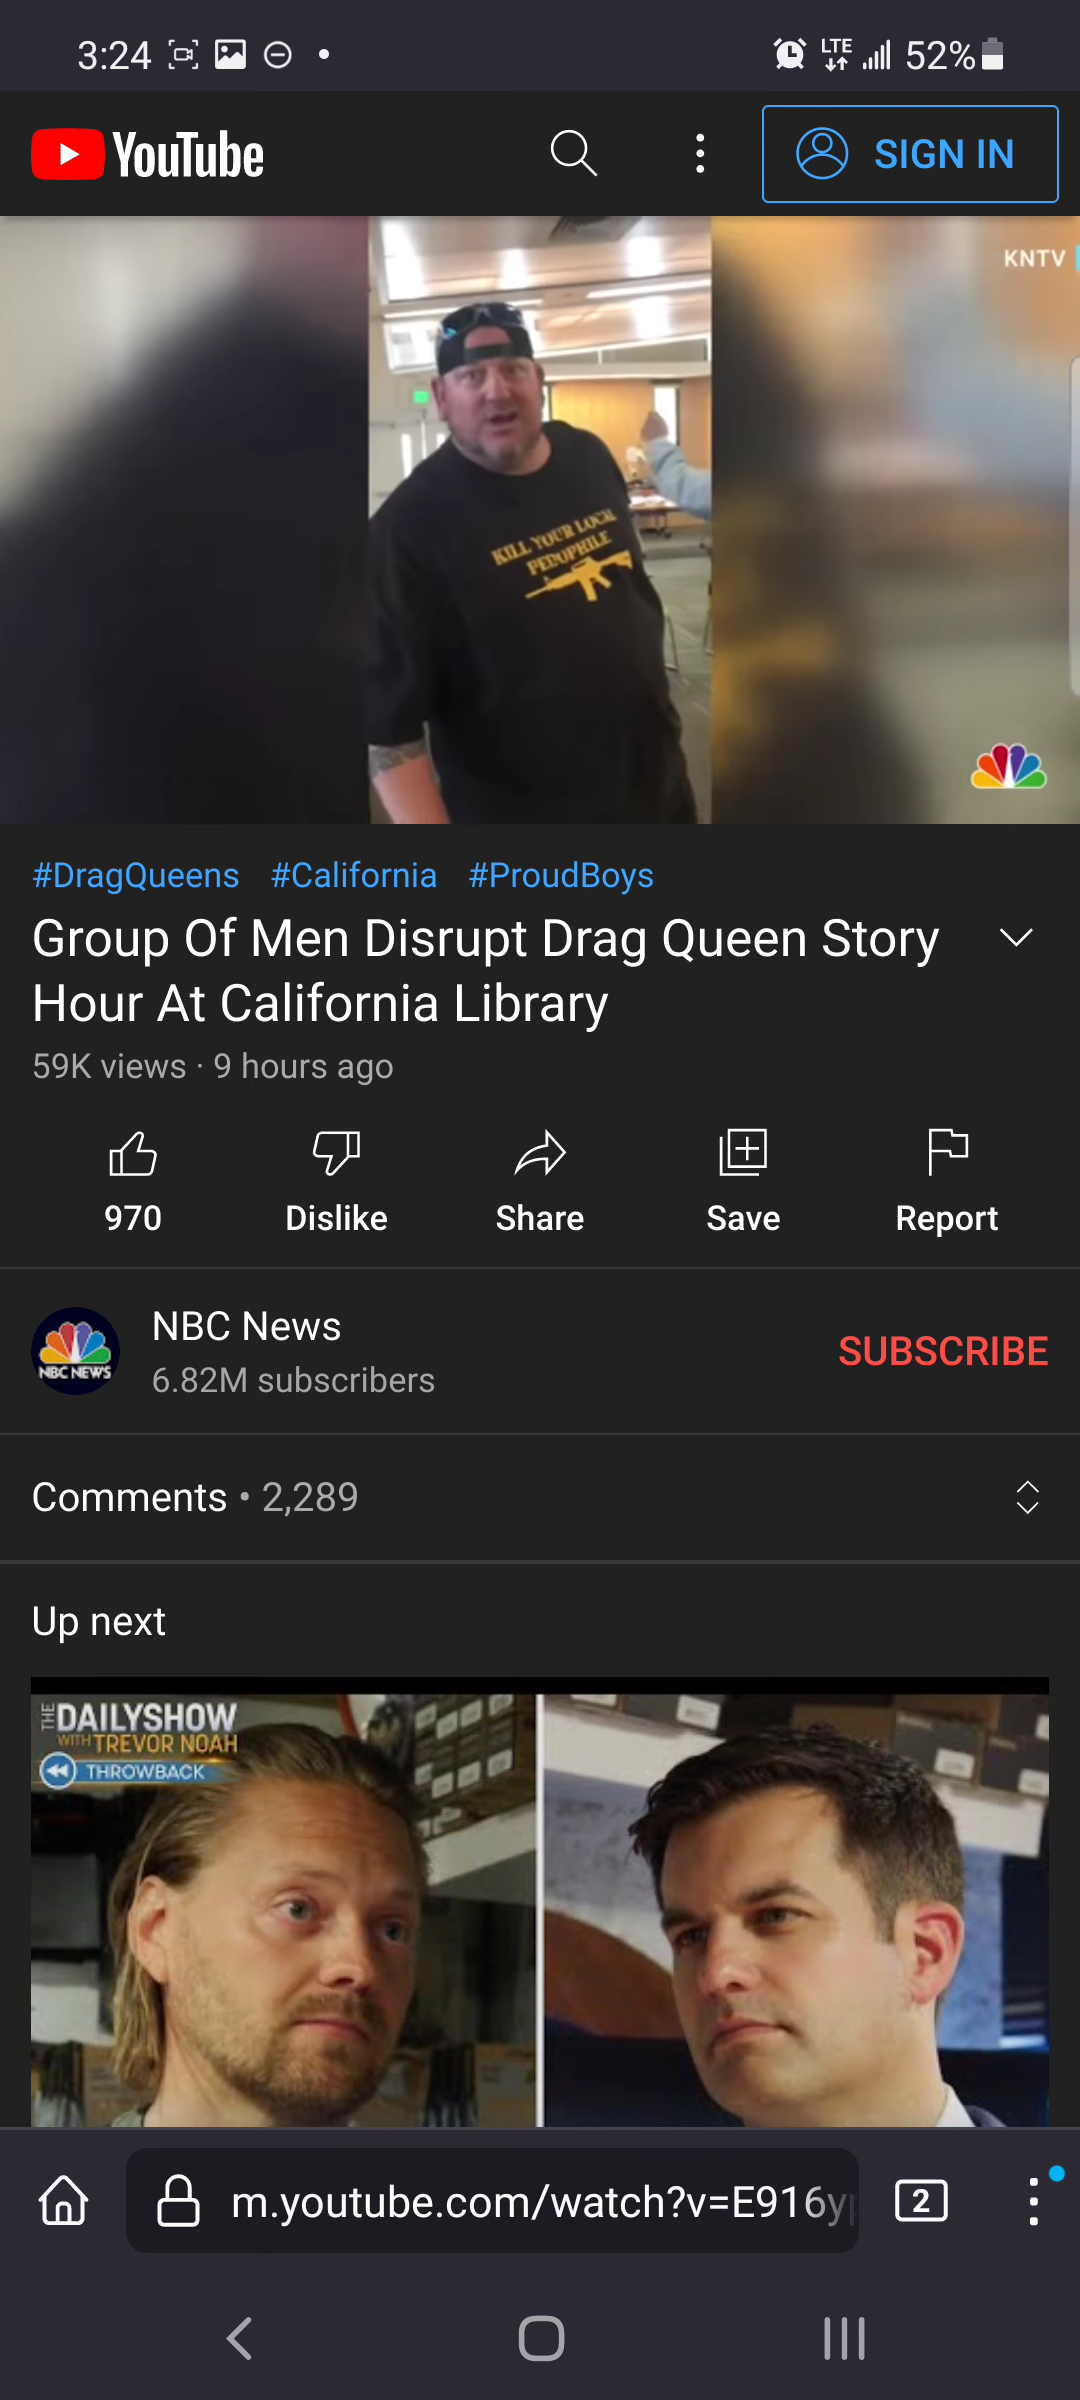 3:24
LTE
52%
YouTube
SIGN IN
KNTV
KILL YOUR LOCAL
PEDOPHILE
#DragQueens #California #ProudBoys
Group Of Men Disrupt Drag Queen Story
Hour At California Library
59K views · 9 hours ago
970
Dislike
Share
Save
Report
NBC NEWS
NBC News
6.82M subscribers
SUBSCRIBE
Comments • 2,289
Up next
THE
DAILYSHOW
WITH TREVOR NOAH
THROWBACK
m.youtube.com/watch?v=E916y
2